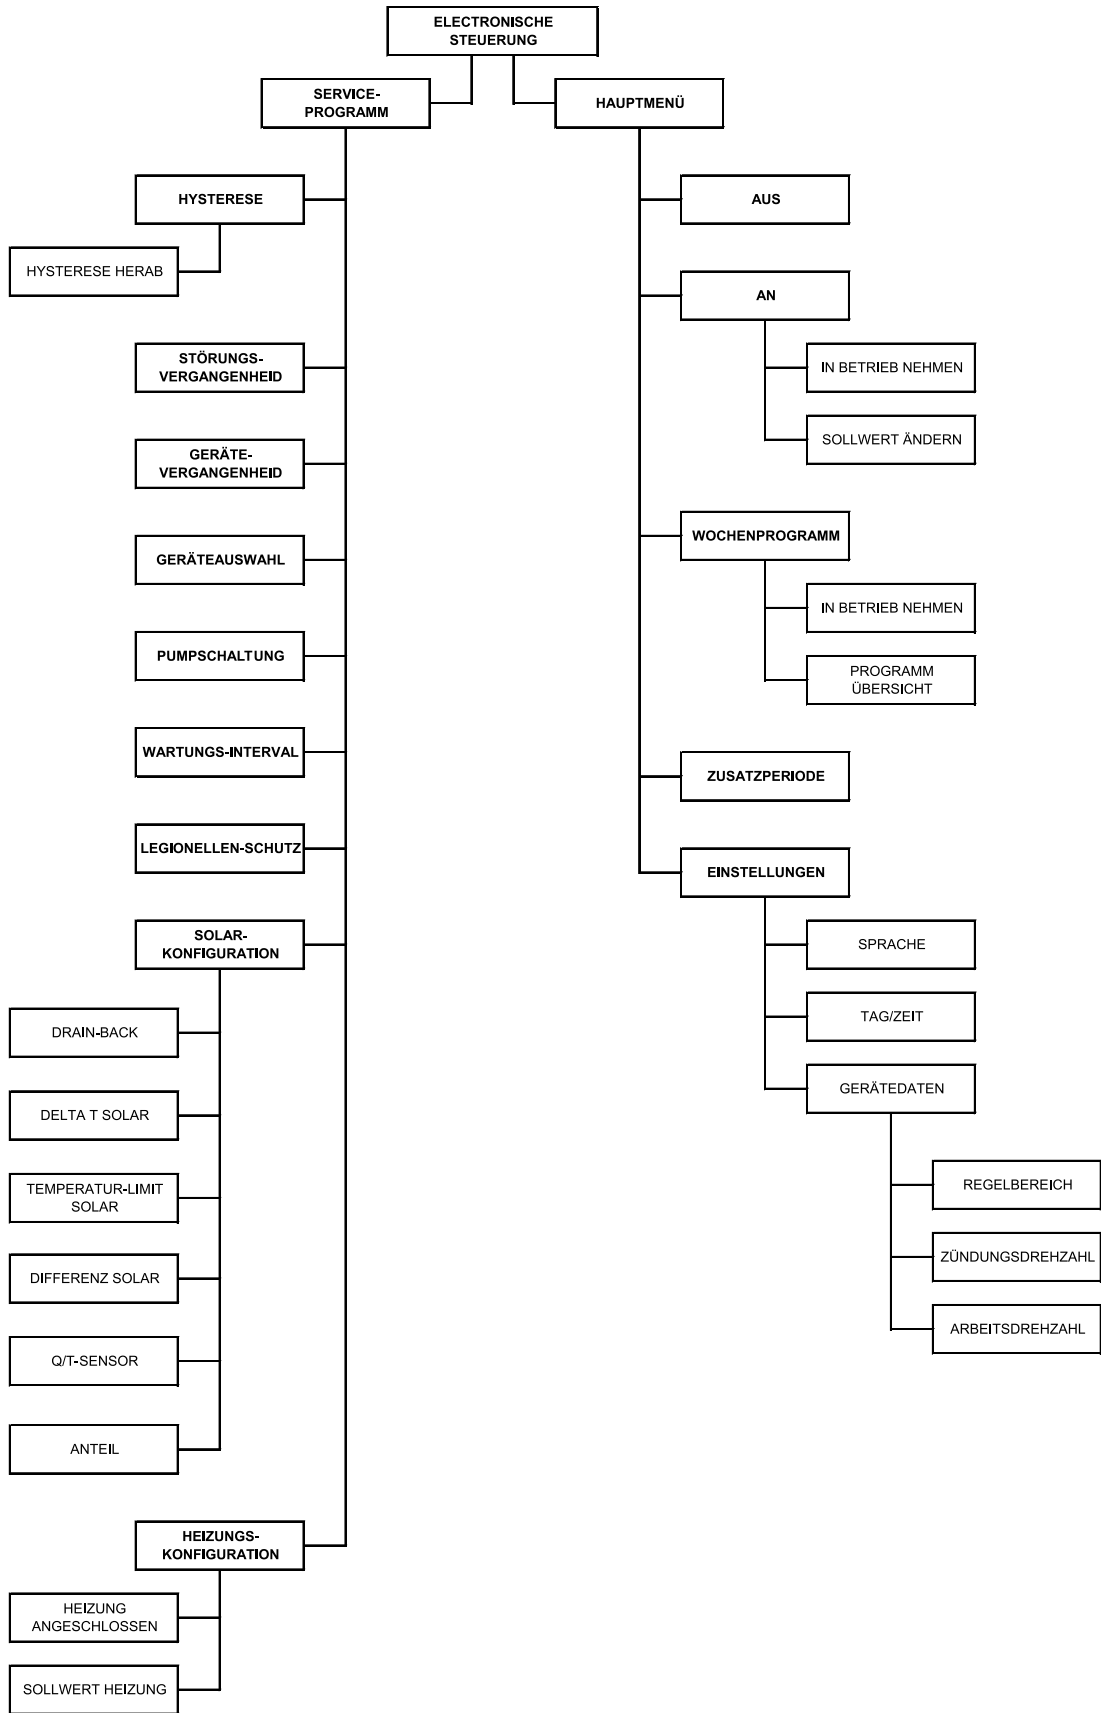 ELECTRONISCHE
STEUERUNG
SERVICE-
PROGRAMM
HYSTERESE
HYSTERESE HERAB
STÖRUNGS-
VERGANGENHEID
GERÄTE-
VERGANGENHEID
GERÄTEAUSWAHL
PUMPSCHALTUNG
WARTUNGS-INTERVAL
LEGIONELLEN-SCHUTZ
SOLAR-
KONFIGURATION
DRAIN-BACK
DELTA T SOLAR
TEMPERATUR-LIMIT
SOLAR
DIFFERENZ SOLAR
Q/T-SENSOR
ANTEIL
HEIZUNGS-
KONFIGURATION
HEIZUNG
ANGESCHLOSSEN
SOLLWERT HEIZUNG
HAUPTMENÜ
AUS
AN
IN BETRIEB NEHMEN
SOLLWERT ÄNDERN
WOCHENPROGRAMM
IN BETRIEB NEHMEN
PROGRAMM
ÜBERSICHT
ZUSATZPERIODE
EINSTELLUNGEN
SPRACHE
TAG/ZEIT
GERÄTEDATEN
REGELBEREICH
ZÜNDUNGSDREHZAHL
ARBEITSDREHZAHL